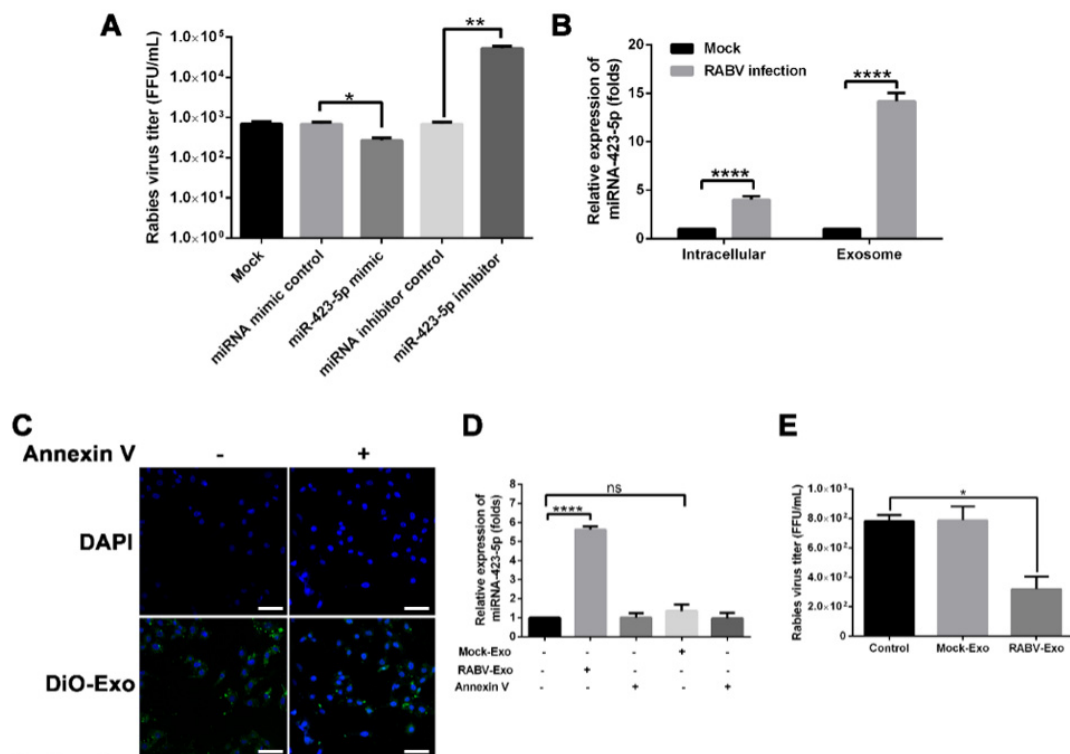 A
Rabies virus titer (FFU/mL)
1.0×10⁵
1.0×10⁴
1.0×10³
1.0×10²
1.0×10¹
1.0×10⁰
*
**
Mock
miRNA mimic control
miR-423-5p mimic
miRNA inhibitor control
miR-423-5p inhibitor
B
Relative expression of
miRNA-423-5p (folds)
20
15
10
5
0
Mock
RABV infection
****
****
Intracellular
Exosome
C
Annexin V - +
DAPI
DiO-Exo
D
Relative expression of
miRNA-423-5p (folds)
8
7
6
5
4
3
2
1
0
ns
****
Mock-Exo - - - + -
RABV-Exo - + - - -
Annexin V - - + - +
E
Rabies virus titer (FFU/mL)
8.0×10²
6.0×10²
4.0×10²
2.0×10²
0
*
Control
Mock-Exo
RABV-Exo